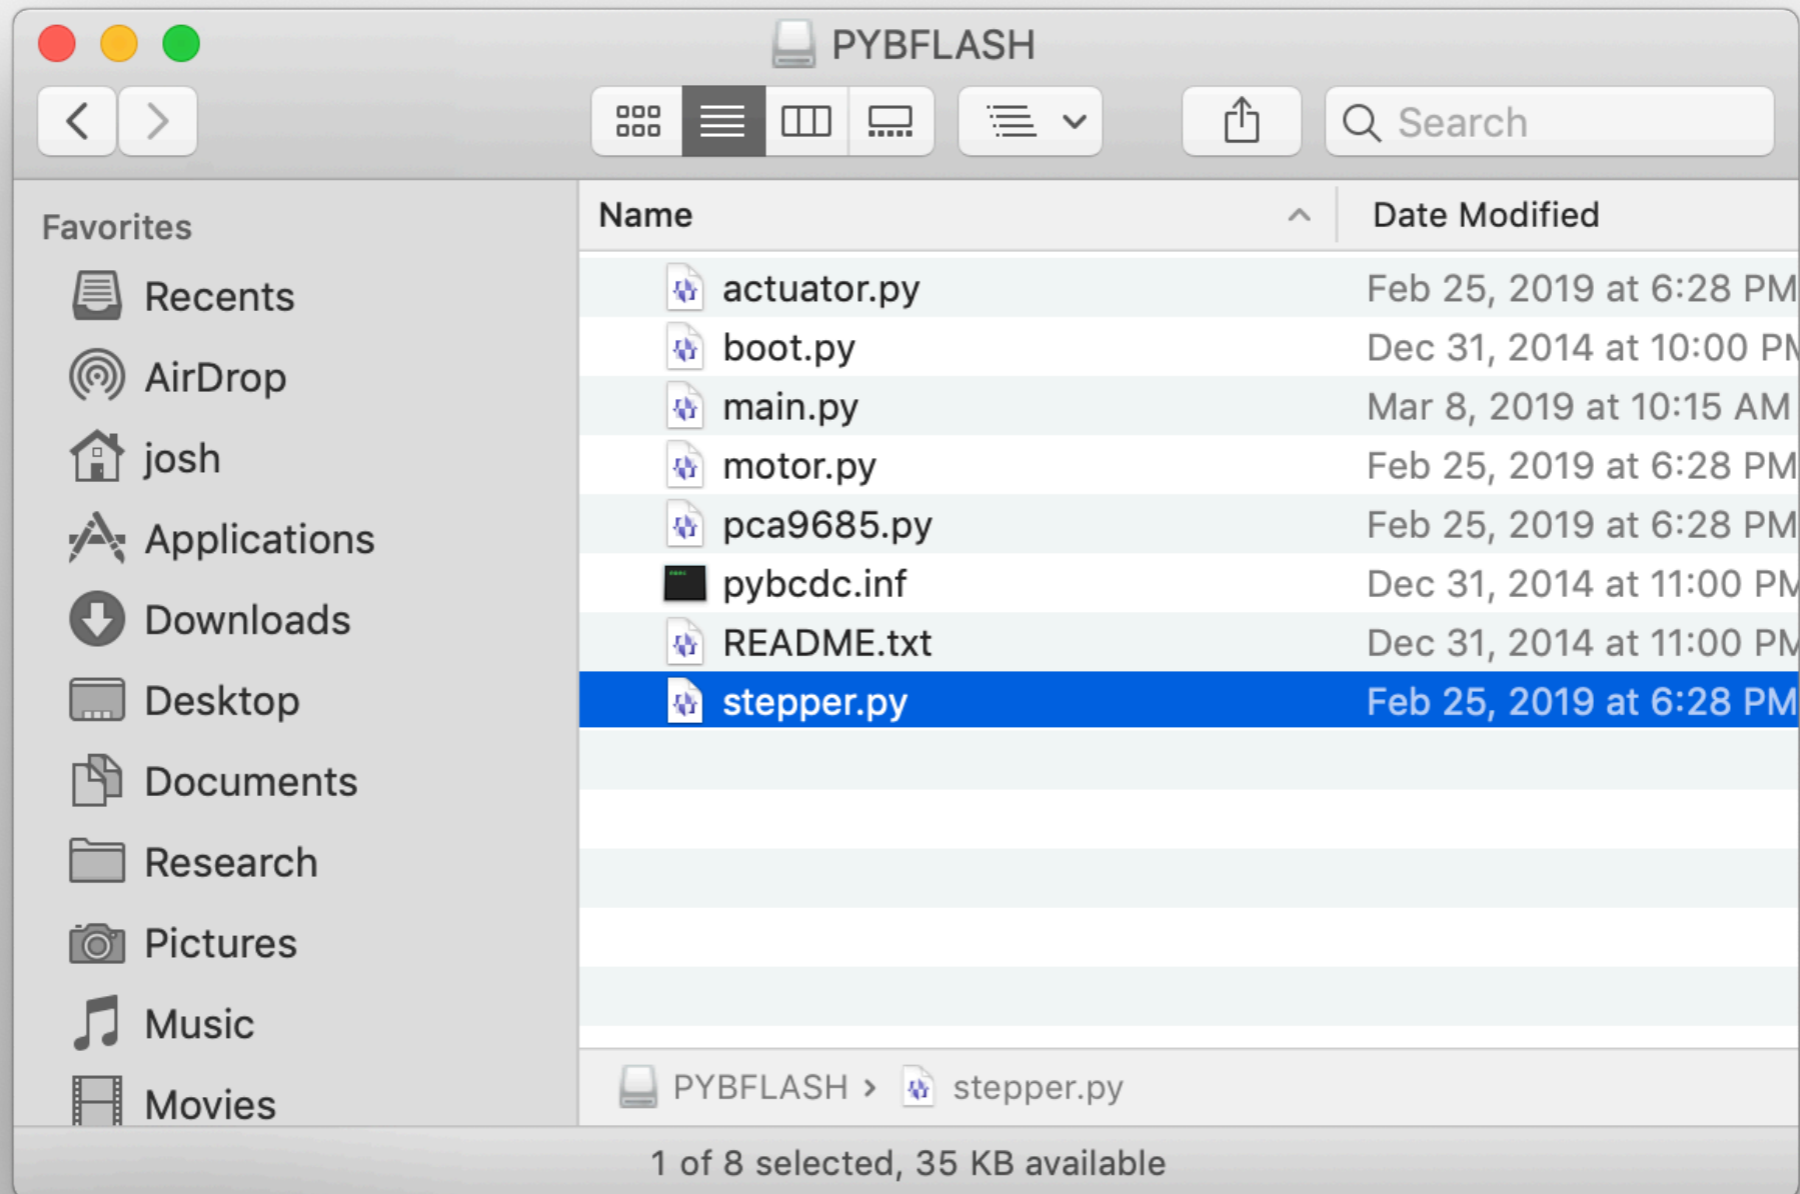 PYBFLASH
Search
Favorites
Recents
AirDrop
josh
Applications
Downloads
Desktop
Documents
Research
Pictures
Music
Movies
Name Date Modified
actuator.py Feb 25, 2019 at 6:28 PM
boot.py Dec 31, 2014 at 10:00 PM
main.py Mar 8, 2019 at 10:15 AM
motor.py Feb 25, 2019 at 6:28 PM
pca9685.py Feb 25, 2019 at 6:28 PM
pybcdc.inf Dec 31, 2014 at 11:00 PM
README.txt Dec 31, 2014 at 11:00 PM
stepper.py Feb 25, 2019 at 6:28 PM
PYBFLASH › stepper.py
1 of 8 selected, 35 KB available